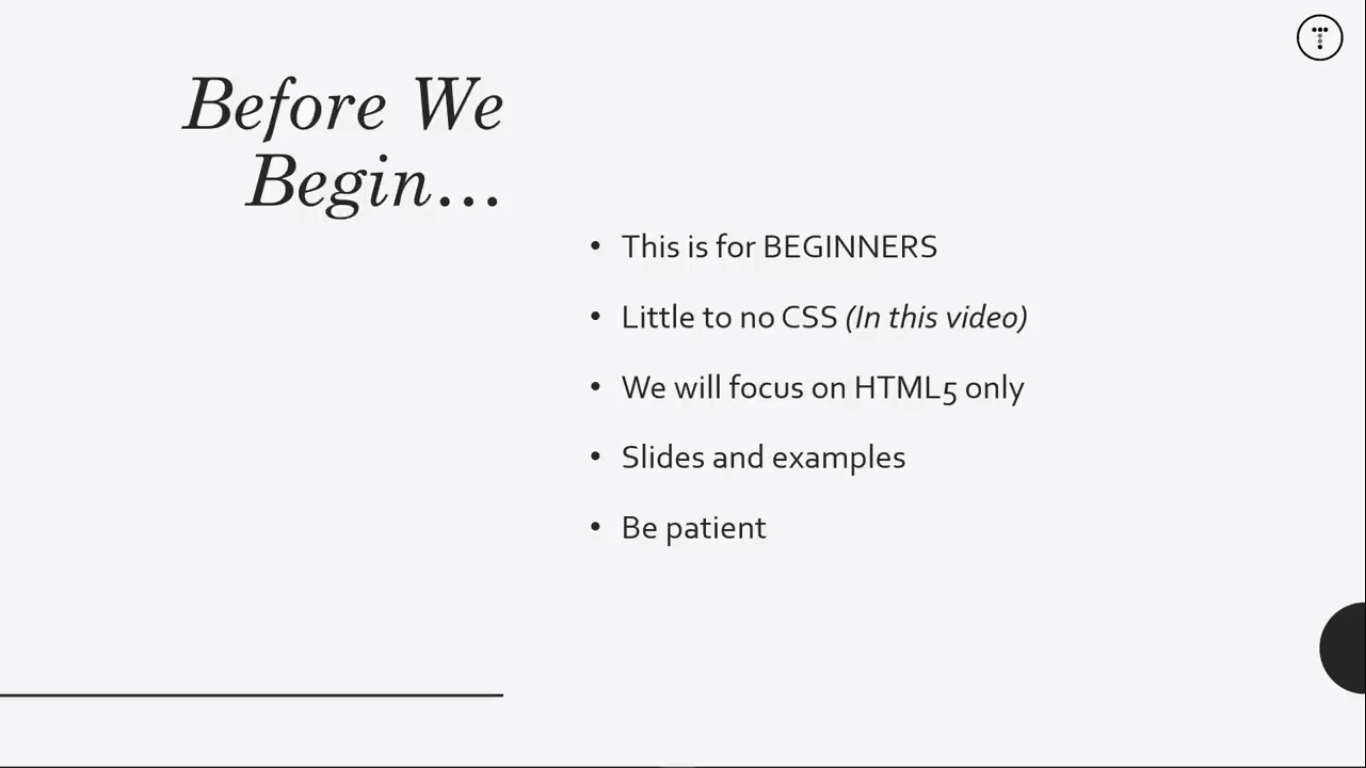 Before We
Begin...
• This is for BEGINNERS
• Little to no CSS (In this video)
• We will focus on HTML5 only
• Slides and examples
• Be patient